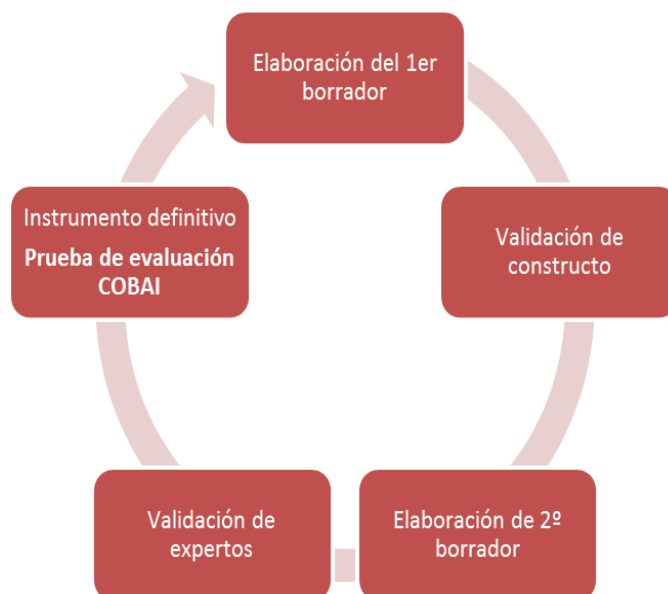 Elaboración del 1er
borrador
Validación de
constructo
Elaboración de 2º
borrador
Validación de
expertos
Instrumento definitivo
Prueba de evaluación
COBAI